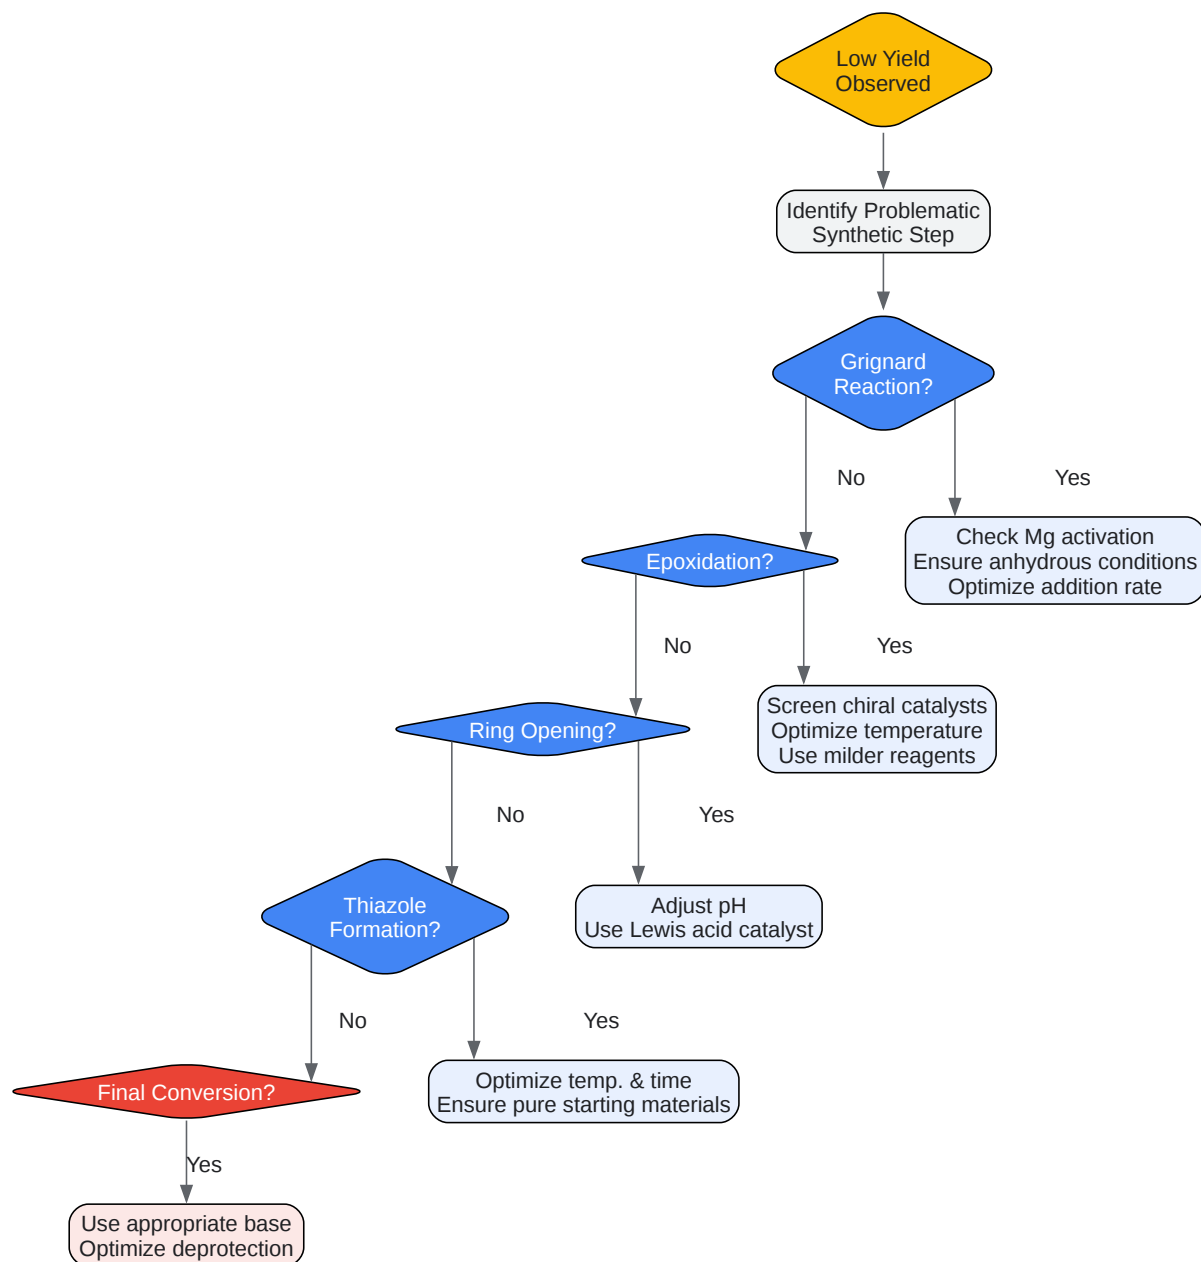 Low Yield
Observed
Identify Problematic
Synthetic Step
Grignard
Reaction?
No
Yes
Check Mg activation
Ensure anhydrous conditions
Optimize addition rate
Epoxidation?
No
Yes
Screen chiral catalysts
Optimize temperature
Use milder reagents
Ring Opening?
No
Yes
Adjust pH
Use Lewis acid catalyst
Thiazole
Formation?
No
Yes
Optimize temp. & time
Ensure pure starting materials
Final Conversion?
Yes
Use appropriate base
Optimize deprotection